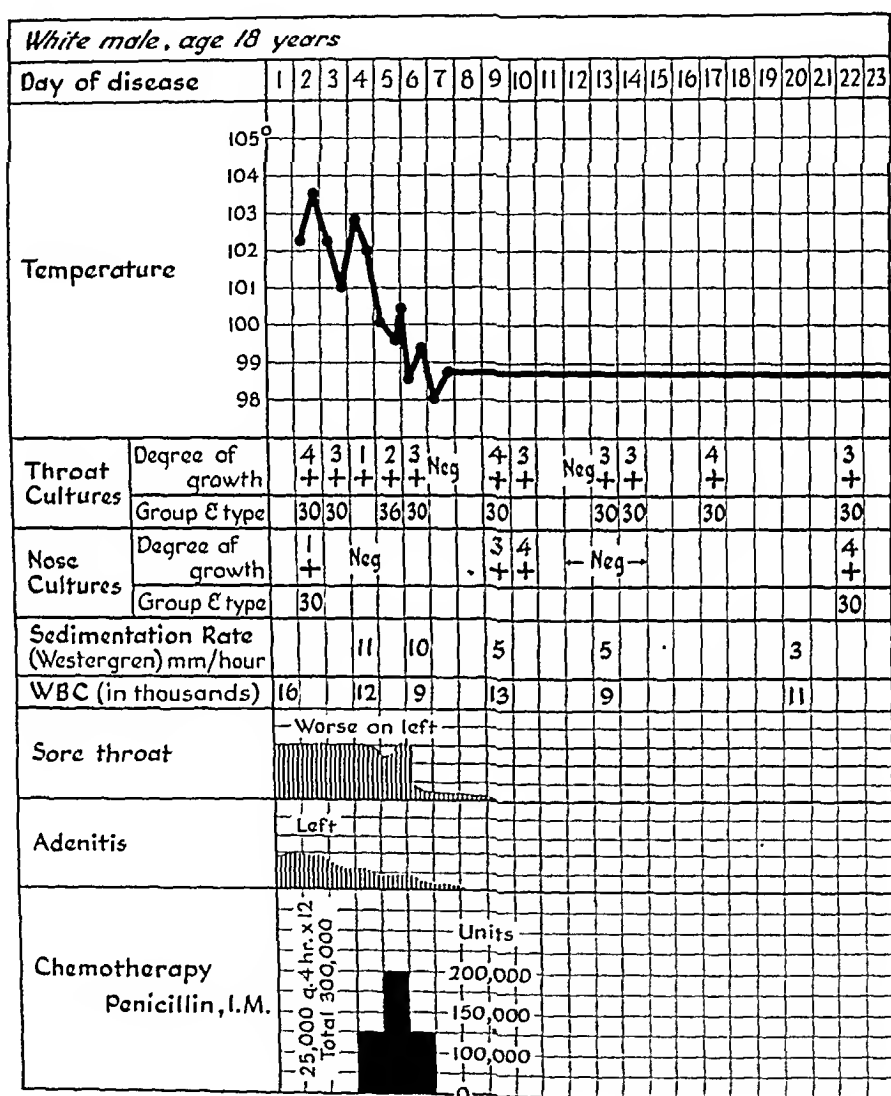 White male, age 18 years
Day of disease 1 2 3 4 5 6 7 8 9 10 11 12 13 14 15 16 17 18 19 20 21 22 23
Temperature
105°
104
103
102
101
100
99
98
Throat Cultures
Degree of growth 4+ 3+ 1+ 2+ 3+ Neg 4+ 3+ Neg 3+ 3+ 4+ 3+
Group & type 30 30 36 30 30 30 30 30 30
Nose Cultures
Degree of growth 1+ Neg 3+ 4+ Neg 4+
Group & type 30 30
Sedimentation Rate
(Westergren) mm/hour 11 10 5 5 3
WBC (in thousands) 16 12 9 13 9 11
Sore throat
Worse on left
Adenitis
Left
Chemotherapy
Penicillin, I.M.
25,000 q.4 hr. x 12
Total 300,000
Units
200,000
150,000
100,000
0